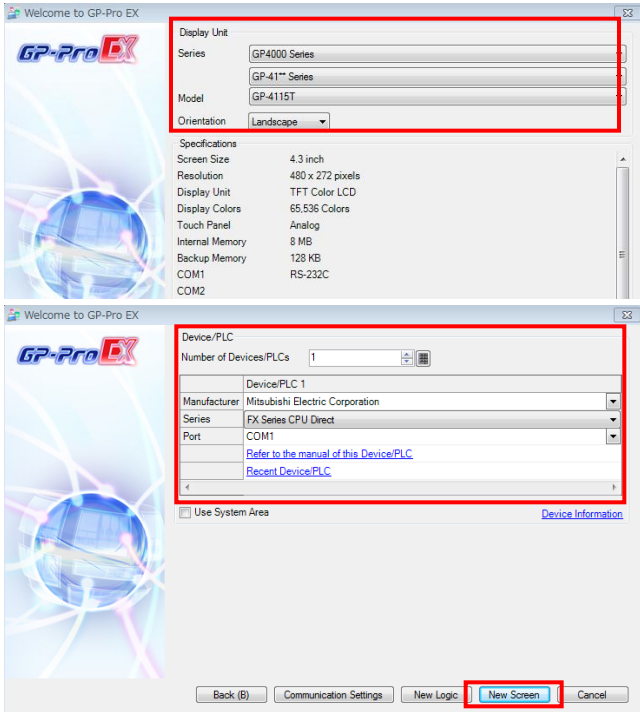 Welcome to GP-Pro EX
GP-Pro EX
Display Unit
Series GP4000 Series
GP-41** Series
Model GP-4115T
Orientation Landscape
Specifications
Screen Size 4.3 inch
Resolution 480 x 272 pixels
Display Unit TFT Color LCD
Display Colors 65,536 Colors
Touch Panel Analog
Internal Memory 8 MB
Backup Memory 128 KB
COM1 RS-232C
COM2
Welcome to GP-Pro EX
GP-Pro EX
Device/PLC
Number of Devices/PLCs 1
Device/PLC 1
Manufacturer Mitsubishi Electric Corporation
Series FX Series CPU Direct
Port COM1
Refer to the manual of this Device/PLC
Recent Device/PLC
Use System Area Device Information
Back (B) Communication Settings New Logic New Screen Cancel